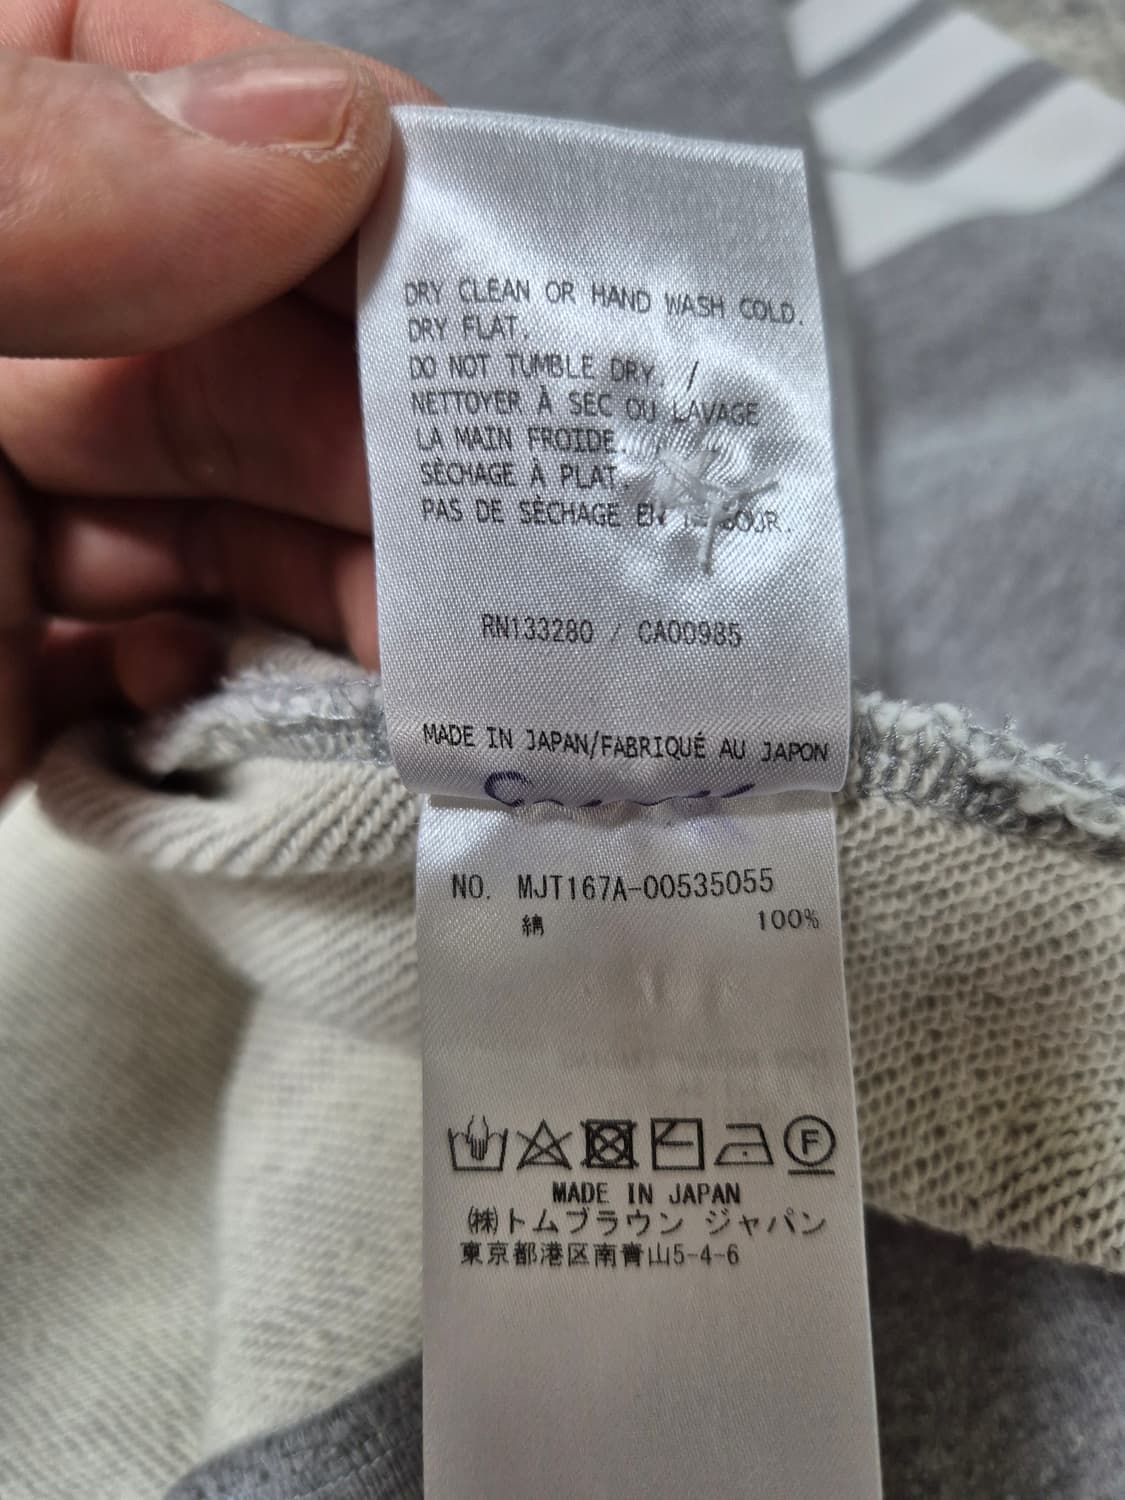 DRY CLEAN OR HAND WASH COLD.
DRY FLAT.
DO NOT TUMBLE DRY. /
NETTOYER À SEC OU LAVAGE
LA MAIN FROIDE.
SÈCHAGE À PLAT.
PAS DE SÈCHAGE EN
RN133280 / CA00985
MADE IN JAPAN/FABRIQUÉ AU JAPON
NO. MJT167A-00535055
綿 100%
F
MADE IN JAPAN
㈱トムブラウン ジャパン
東京都港区南青山5-4-6